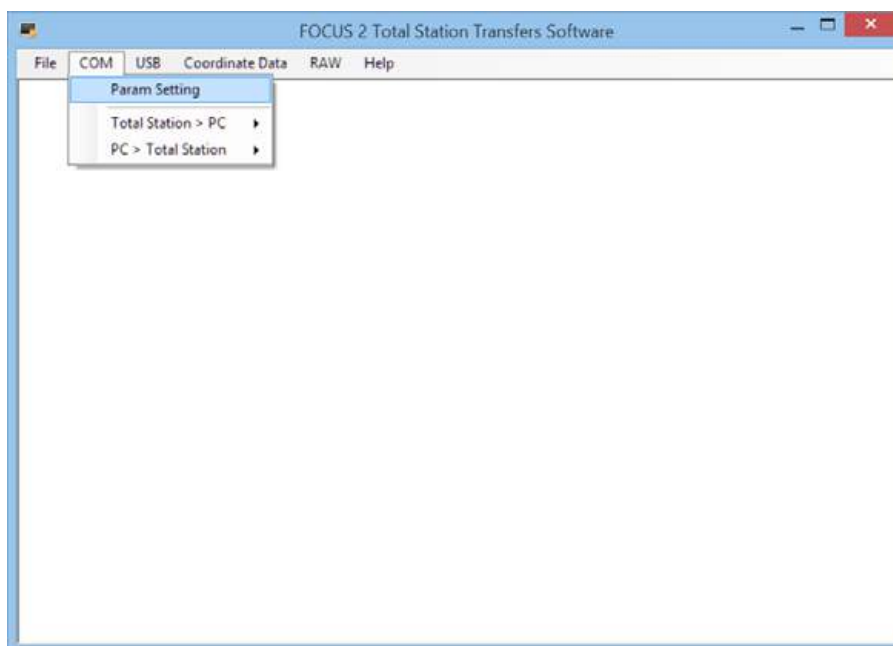 FOCUS 2 Total Station Transfers Software
File COM USB Coordinate Data RAW Help
Param Setting
Total Station > PC
PC > Total Station